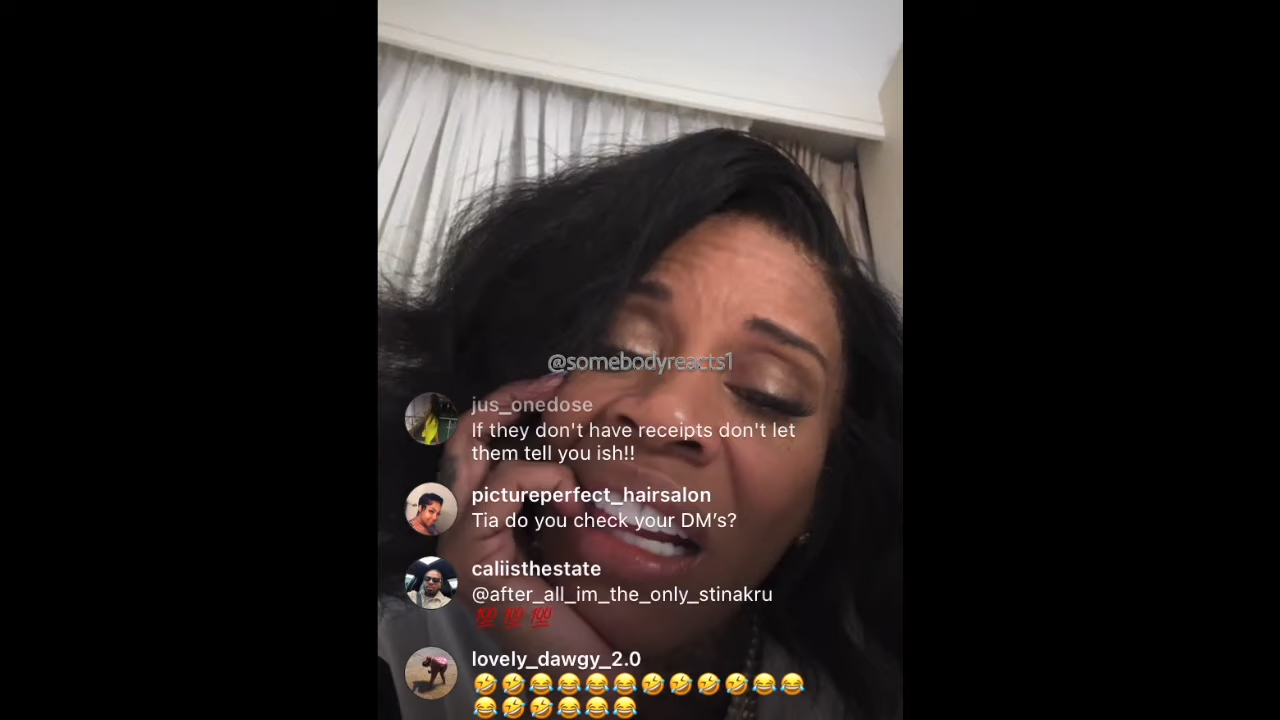 @somebodyreacts1
jus_onedose
If they don't have receipts don't let
them tell you ish!!
pictureperfect_hairsalon
Tia do you check your DM's?
caliisthestate
@after_all_im_the_only_stinakru
💯 💯 💯
lovely_dawgy_2.0
🤣🤣😂😂😂😂🤣🤣🤣🤣😂😂
😂🤣🤣😂😂😂